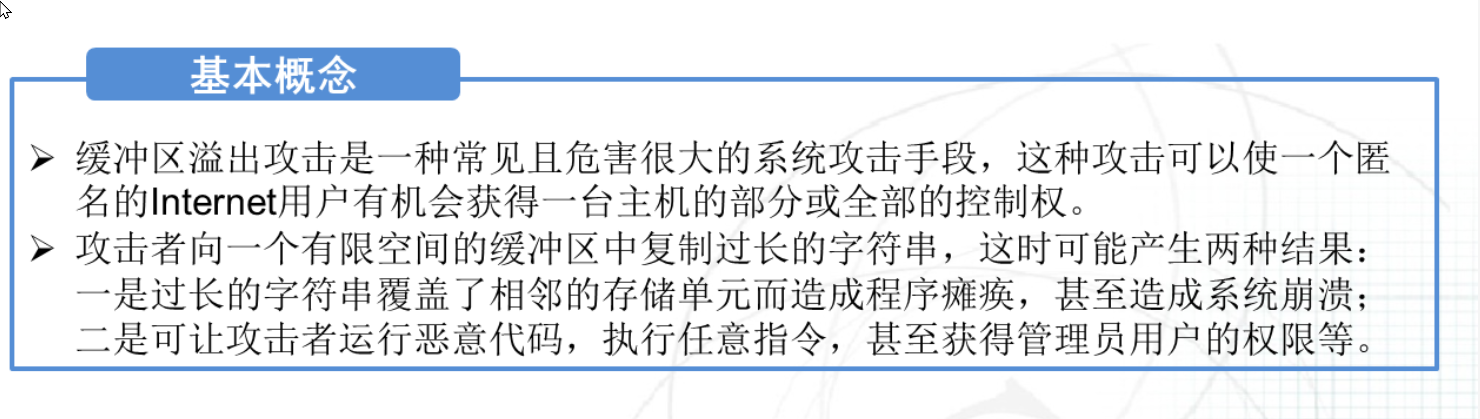 基本概念
➢ 缓冲区溢出攻击是一种常见且危害很大的系统攻击手段，这种攻击可以使一个匿
名的Internet用户有机会获得一台主机的部分或全部的控制权。
➢ 攻击者向一个有限空间的缓冲区中复制过长的字符串，这时可能产生两种结果：
一是过长的字符串覆盖了相邻的存储单元而造成程序瘫痪，甚至造成系统崩溃；
二是可让攻击者运行恶意代码，执行任意指令，甚至获得管理员用户的权限等。